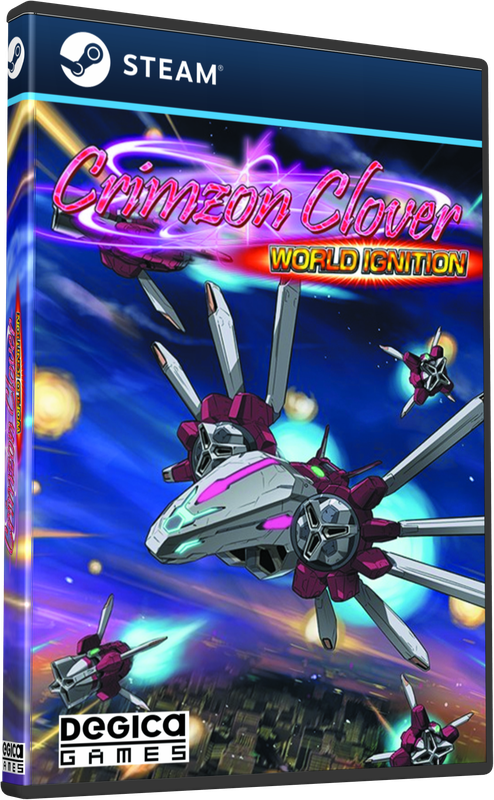 STEAM®
Crimzon Clover
WORLD IGNITION
Crimzon Clover
WORLD IGNITION
DEGICA
GAMES
DEGICA
GAMES